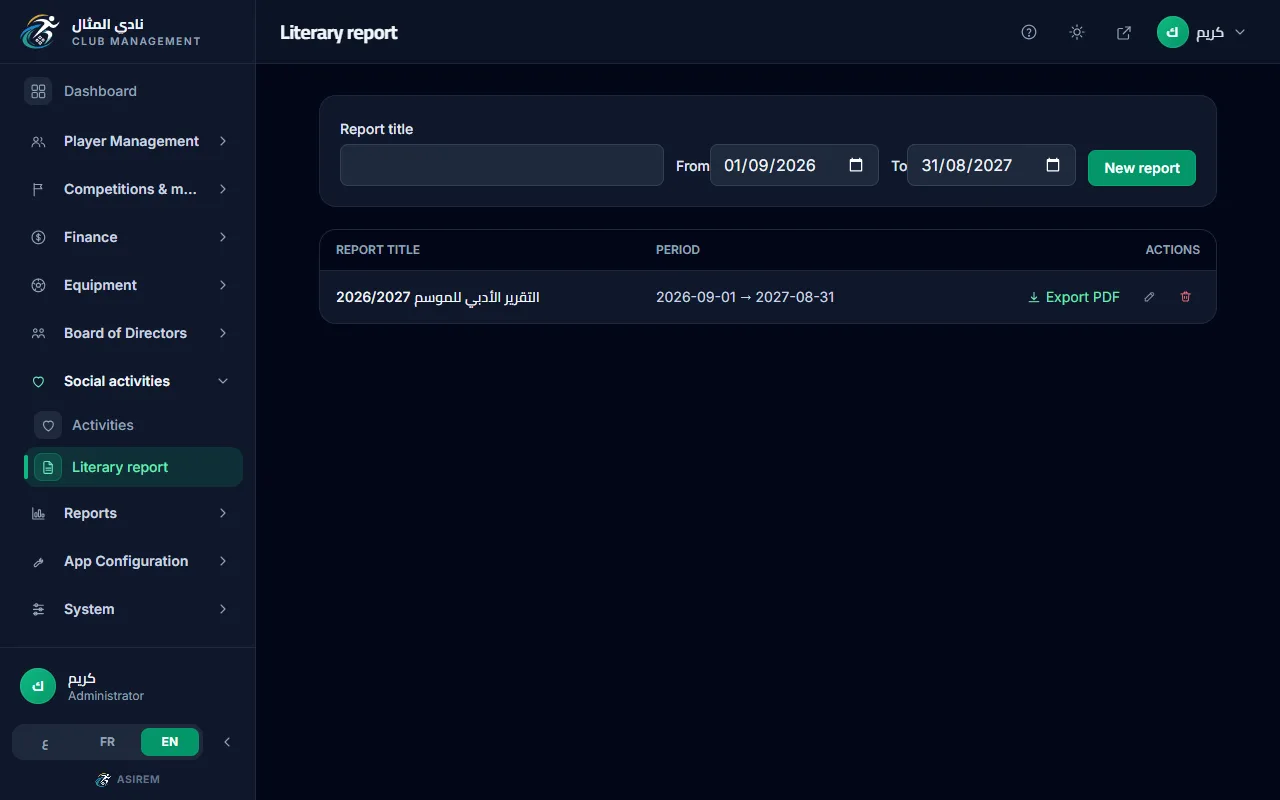 نادي المثال
CLUB MANAGEMENT
Literary report
ك
كريم
Dashboard
Player Management
Competitions & m...
Finance
Equipment
Board of Directors
Social activities
Activities
Literary report
Reports
App Configuration
System
ك
كريم
Administrator
ع FR EN
ASIREM
Report title
From 01/09/2026 To 31/08/2027 New report
REPORT TITLE PERIOD ACTIONS
التقرير الأدبي للموسم 2026/2027 2026-09-01 → 2027-08-31 Export PDF